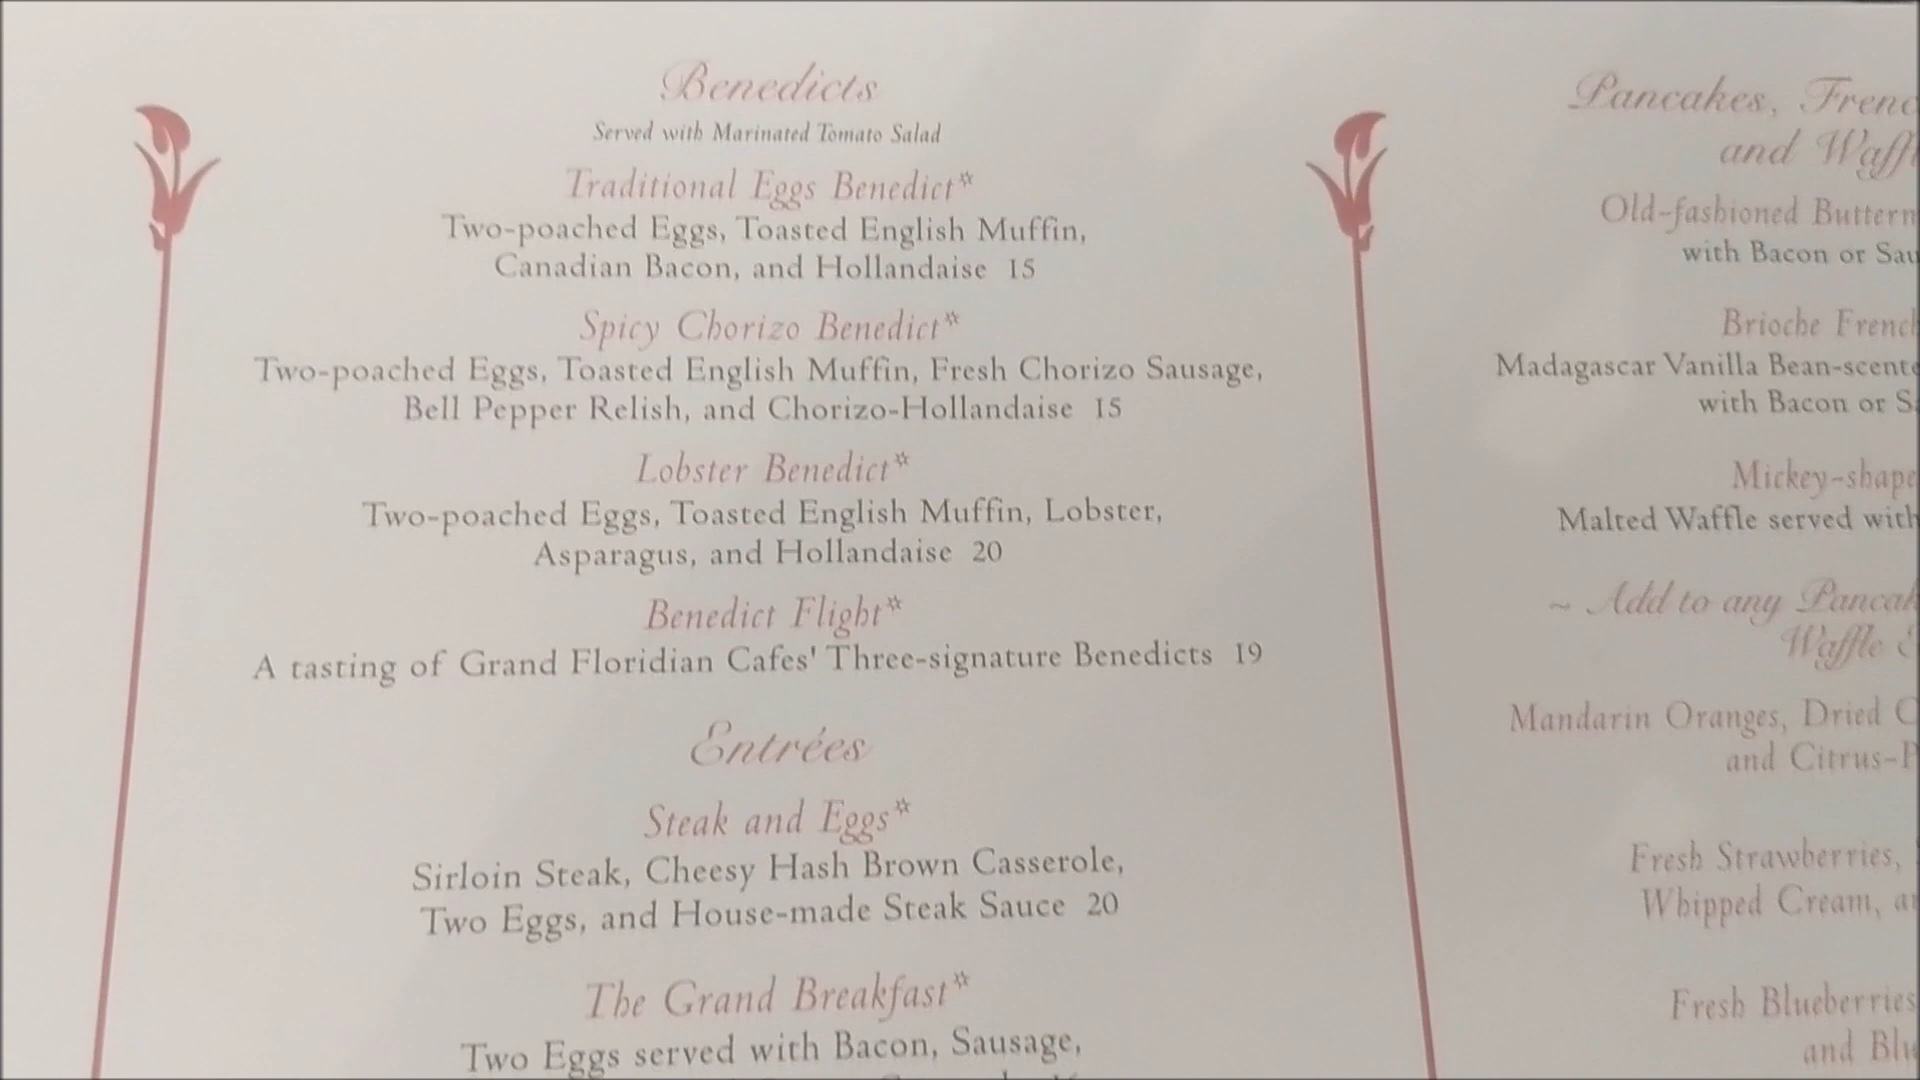 Benedicts
Served with Marinated Tomato Salad
Traditional Eggs Benedict*
Two-poached Eggs, Toasted English Muffin,
Canadian Bacon, and Hollandaise 15
Spicy Chorizo Benedict*
Two-poached Eggs, Toasted English Muffin, Fresh Chorizo Sausage,
Bell Pepper Relish, and Chorizo-Hollandaise 15
Lobster Benedict*
Two-poached Eggs, Toasted English Muffin, Lobster,
Asparagus, and Hollandaise 20
Benedict Flight*
A tasting of Grand Floridian Cafes' Three-signature Benedicts 19
Entrées
Steak and Eggs*
Sirloin Steak, Cheesy Hash Brown Casserole,
Two Eggs, and House-made Steak Sauce 20
The Grand Breakfast*
Two Eggs served with Bacon, Sausage,
Pancakes,
and
Old-fashioned
with Bacon or
Brioche
Madagascar Vanilla
with Bacon or
Malted Waffle served with
~ Add to any
Waffle
Mandarin Oranges, Dried
and
Fresh Strawberries,
Whipped Cream,
Fresh Blueberries
and